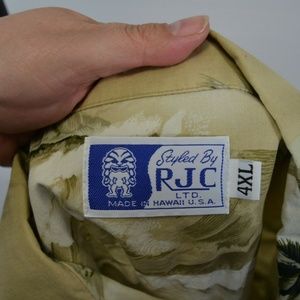 Styled By
RJC
LTD.
MADE IN HAWAII U.S.A.
4XL